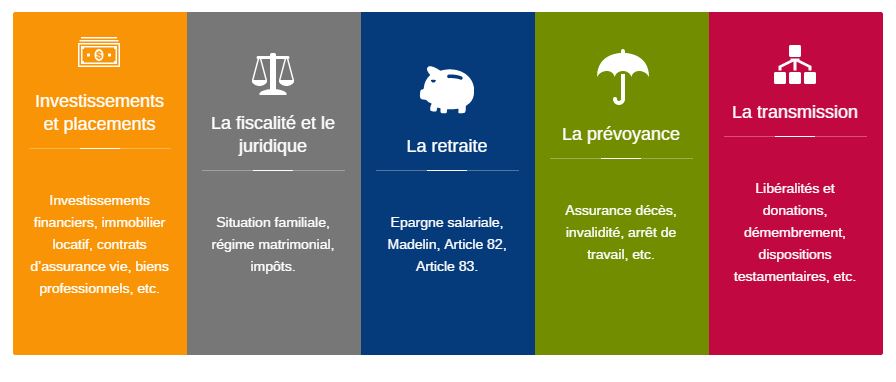 Investissements
et placements
Investissements
financiers, immobilier
locatif, contrats
d'assurance vie, biens
professionnels, etc.
La fiscalité et le
juridique
Situation familiale,
régime matrimonial,
impôts.
La retraite
Epargne salariale,
Madelin, Article 82,
Article 83.
La prévoyance
Assurance décès,
invalidité, arrêt de
travail, etc.
La transmission
Libéralités et
donations,
démembrement,
dispositions
testamentaires, etc.